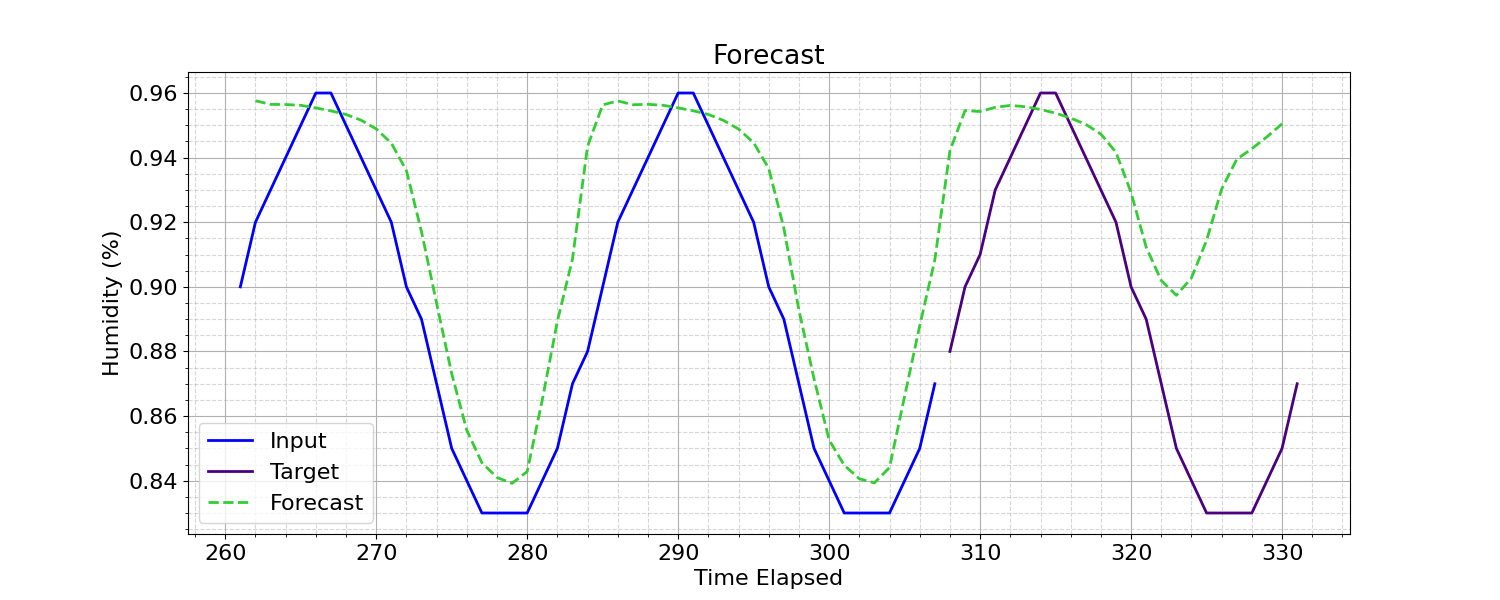 Forecast
Humidity (%)
0.96
0.94
0.92
0.90
0.88
0.86
0.84
Input
Target
Forecast
260 270 280 290 300 310 320 330
Time Elapsed